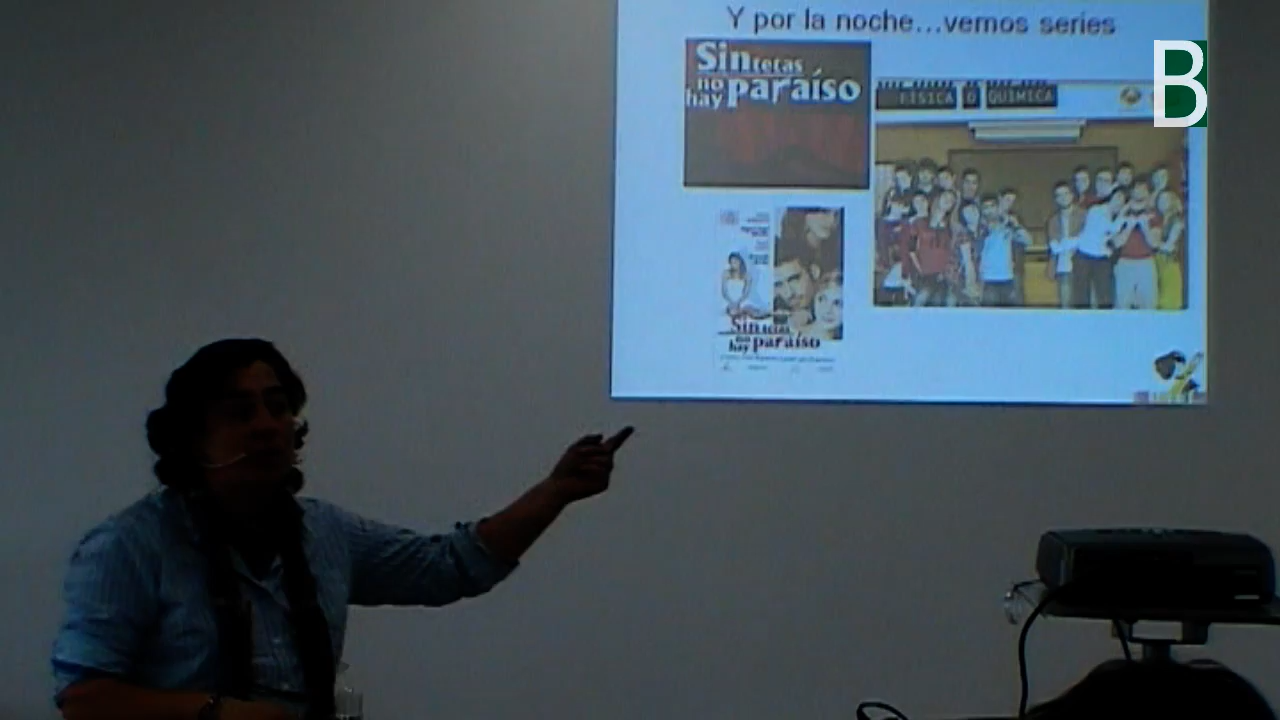 Y por la noche...vemos series
Sin tetas
no
hay paraíso
FÍSICA O QUÍMICA
B
Sin tetas
no
hay paraíso